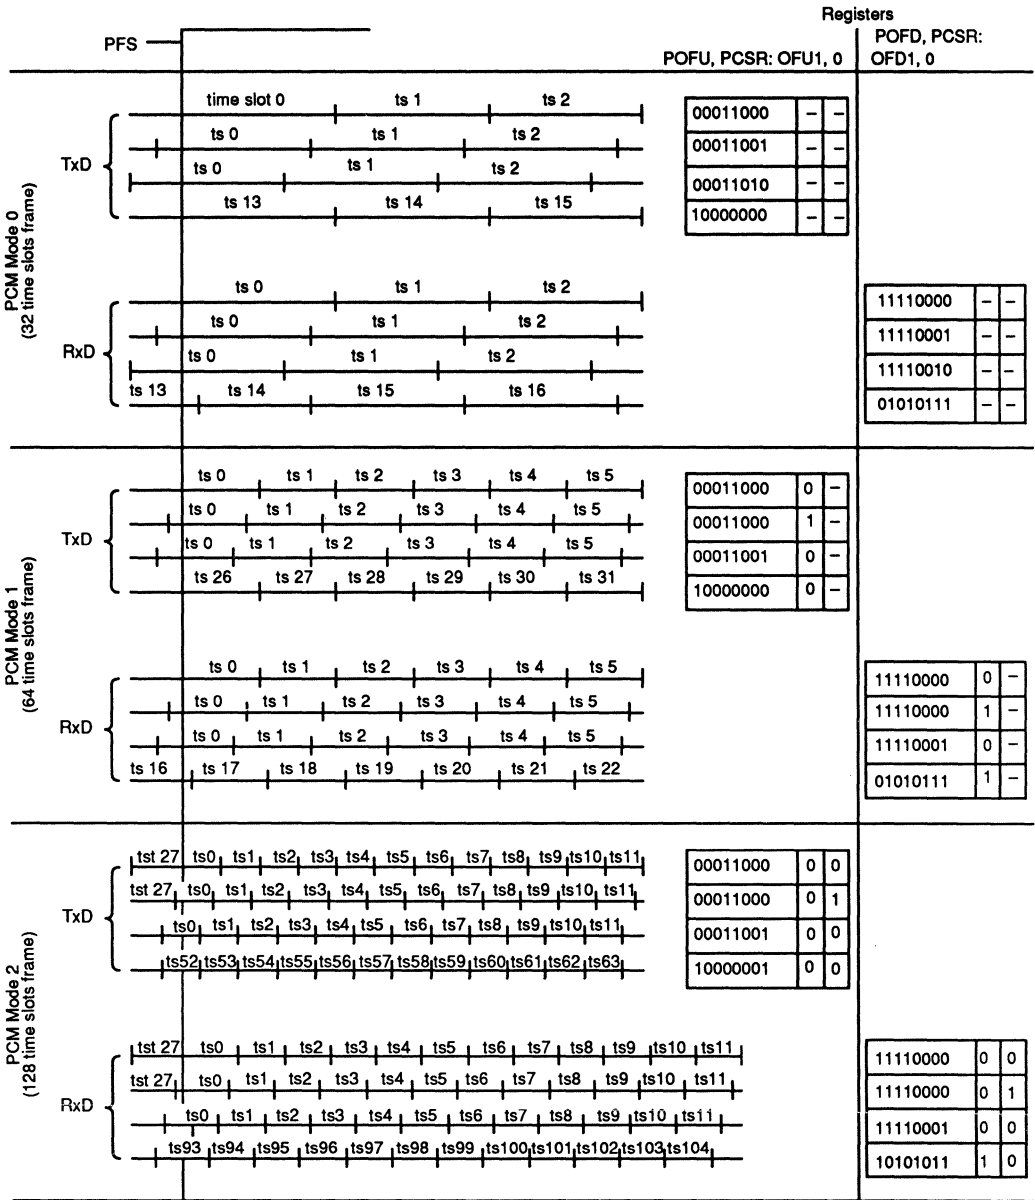 Registers
PFS
POFU, PCSR: OFU1, 0
POFD, PCSR:
OFD1, 0
PCM Mode 0
(32 time slots frame)
TxD
time slot 0 ts 1 ts 2
00011000 – –
ts 0 ts 1 ts 2
00011001 – –
ts 0 ts 1 ts 2
00011010 – –
ts 13 ts 14 ts 15
10000000 – –
RxD
ts 0 ts 1 ts 2
11110000 – –
ts 0 ts 1 ts 2
11110001 – –
ts 0 ts 1 ts 2
11110010 – –
ts 13 ts 14 ts 15 ts 16
01010111 – –
PCM Mode 1
(64 time slots frame)
TxD
ts 0 ts 1 ts 2 ts 3 ts 4 ts 5
00011000 0 –
ts 0 ts 1 ts 2 ts 3 ts 4 ts 5
00011000 1 –
ts 0 ts 1 ts 2 ts 3 ts 4 ts 5
00011001 0 –
ts 26 ts 27 ts 28 ts 29 ts 30 ts 31
10000000 0 –
RxD
ts 0 ts 1 ts 2 ts 3 ts 4 ts 5
11110000 0 –
ts 0 ts 1 ts 2 ts 3 ts 4 ts 5
11110000 1 –
ts 0 ts 1 ts 2 ts 3 ts 4 ts 5
11110001 0 –
ts 16 ts 17 ts 18 ts 19 ts 20 ts 21 ts 22
01010111 1 –
PCM Mode 2
(128 time slots frame)
TxD
tst 27 ts0 ts1 ts2 ts3 ts4 ts5 ts6 ts7 ts8 ts9 ts10 ts11
00011000 0 0
tst 27 ts0 ts1 ts2 ts3 ts4 ts5 ts6 ts7 ts8 ts9 ts10 ts11
00011000 0 1
ts0 ts1 ts2 ts3 ts4 ts5 ts6 ts7 ts8 ts9 ts10 ts11
00011001 0 0
ts52 ts53 ts54 ts55 ts56 ts57 ts58 ts59 ts60 ts61 ts62 ts63
10000001 0 0
RxD
tst 27 ts0 ts1 ts2 ts3 ts4 ts5 ts6 ts7 ts8 ts9 ts10 ts11
11110000 0 0
tst 27 ts0 ts1 ts2 ts3 ts4 ts5 ts6 ts7 ts8 ts9 ts10 ts11
11110000 0 1
ts0 ts1 ts2 ts3 ts4 ts5 ts6 ts7 ts8 ts9 ts10 ts11
11110001 0 0
ts93 ts94 ts95 ts96 ts97 ts98 ts99 ts100 ts101 ts102 ts103 ts104
10101011 1 0